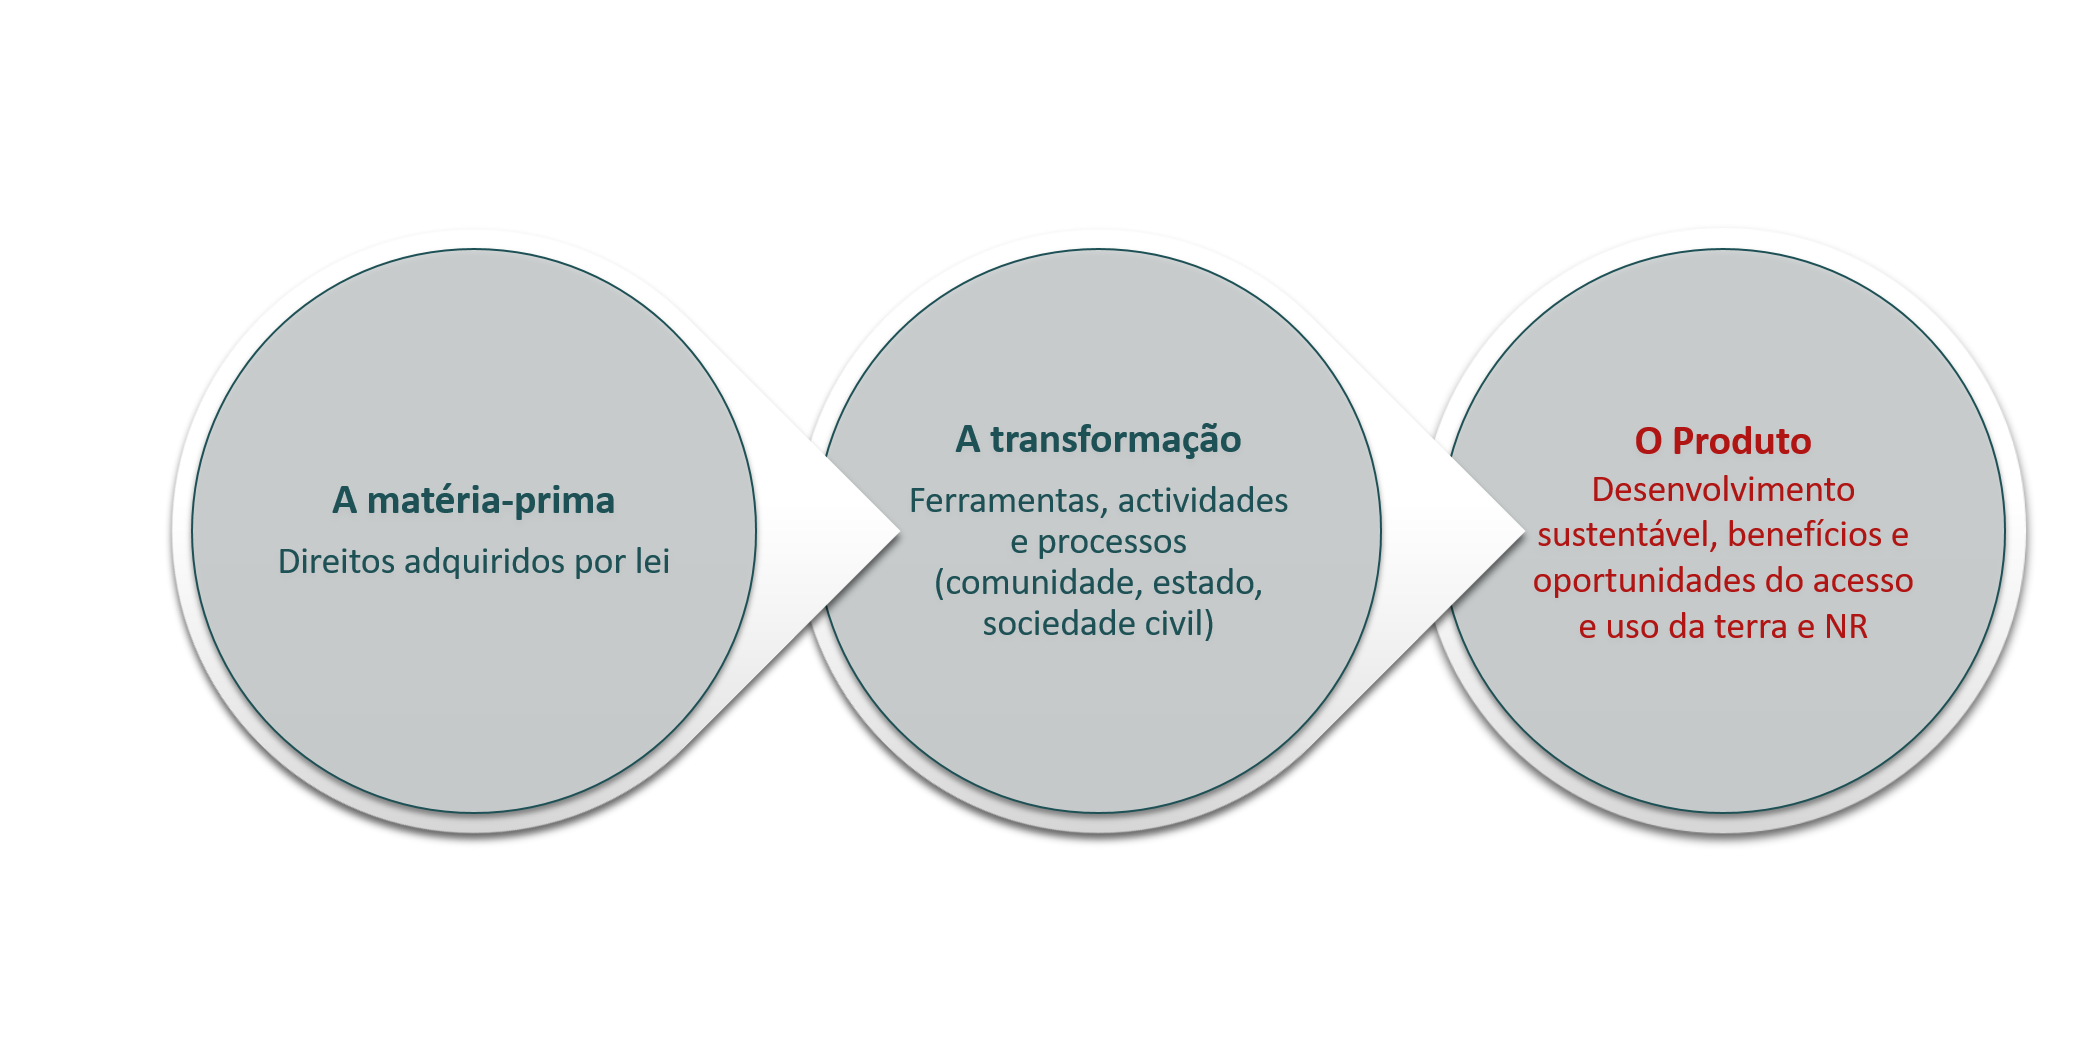 A matéria-prima
Direitos adquiridos por lei
A transformação
Ferramentas, actividades
e processos
(comunidade, estado,
sociedade civil)
O Produto
Desenvolvimento
sustentável, benefícios e
oportunidades do acesso
e uso da terra e NR